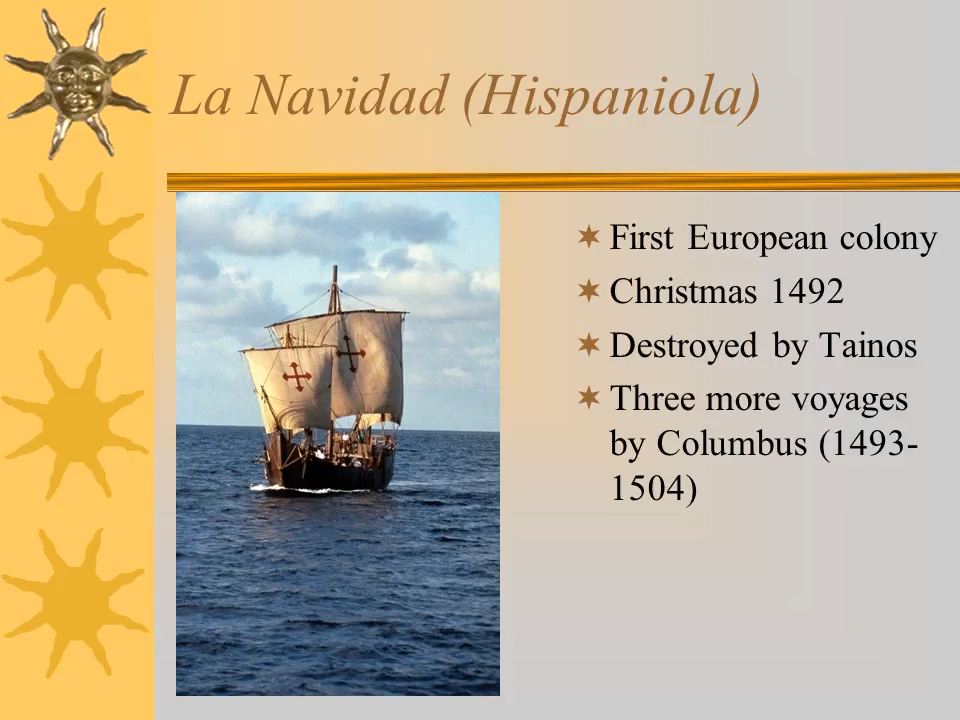 La Navidad (Hispaniola)
First European colony
Christmas 1492
Destroyed by Tainos
Three more voyages
by Columbus (1493-
1504)